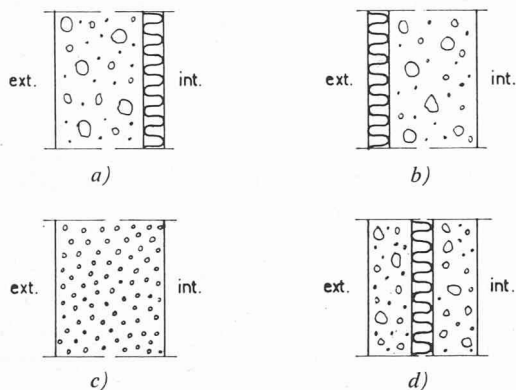 ext. int. ext. int.
a) b)
ext. int. ext. int.
c) d)